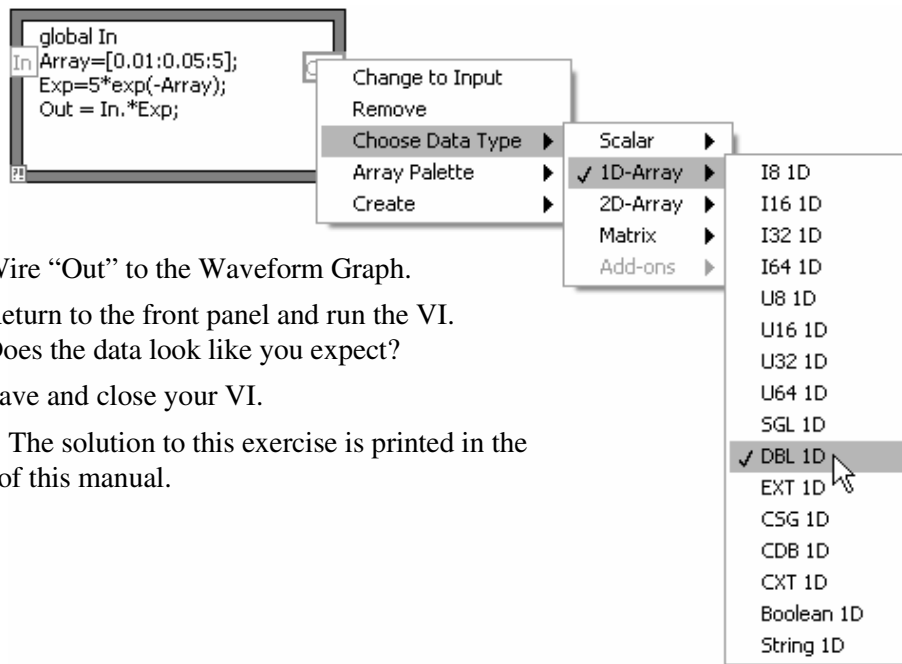 global In
In
Array=[0.01:0.05:5];
Exp=5*exp(-Array);
Out = In.*Exp;
?!
Change to Input
Remove
Choose Data Type
Array Palette
Create
Scalar
✓ 1D-Array
2D-Array
Matrix
Add-ons
I8 1D
I16 1D
I32 1D
I64 1D
U8 1D
U16 1D
U32 1D
U64 1D
SGL 1D
✓ DBL 1D
EXT 1D
CSG 1D
CDB 1D
CXT 1D
Boolean 1D
String 1D
Wire “Out” to the Waveform Graph.
eturn to the front panel and run the VI.
Does the data look like you expect?
ave and close your VI.
The solution to this exercise is printed in the
of this manual.